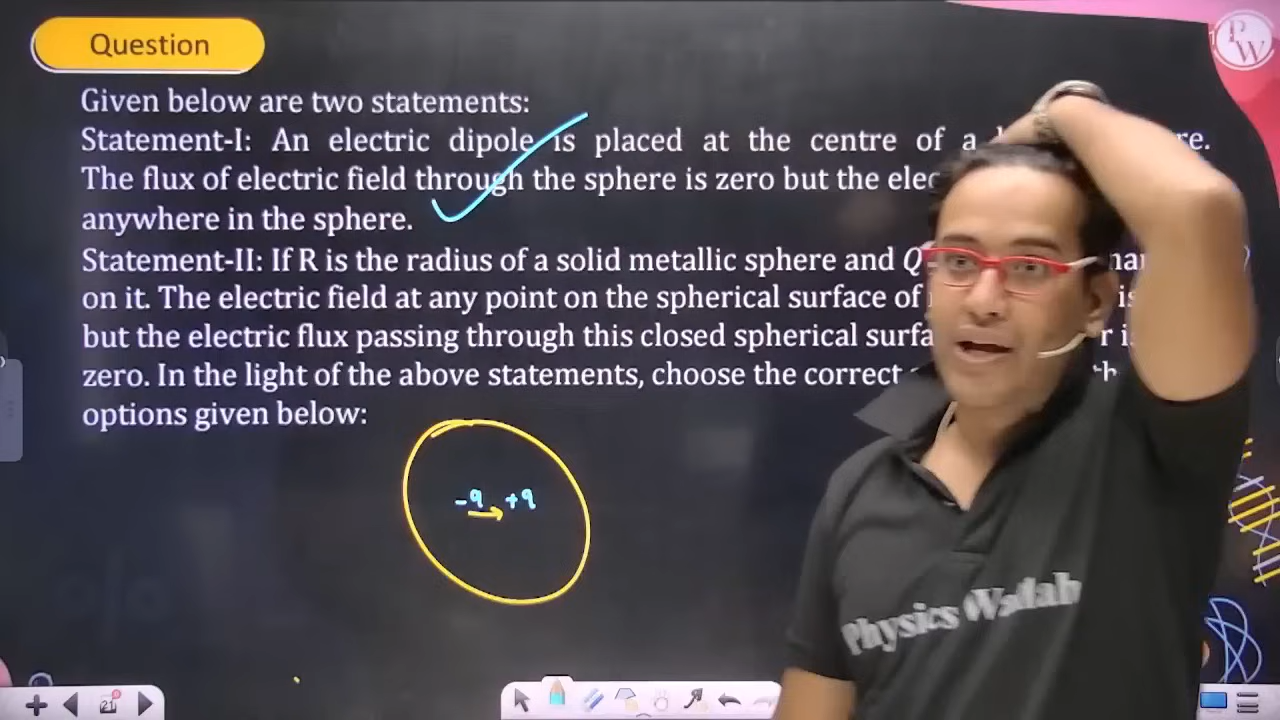 Question
PW
Given below are two statements:
Statement-I: An electric dipole is placed at the centre of a
The flux of electric field through the sphere is zero but the
anywhere in the sphere.
Statement-II: If R is the radius of a solid metallic sphere and Q
on it. The electric field at any point on the spherical surface of is
but the electric flux passing through this closed spherical
zero. In the light of the above statements, choose the correct
options given below:
-q +q
Physics Wallah
21